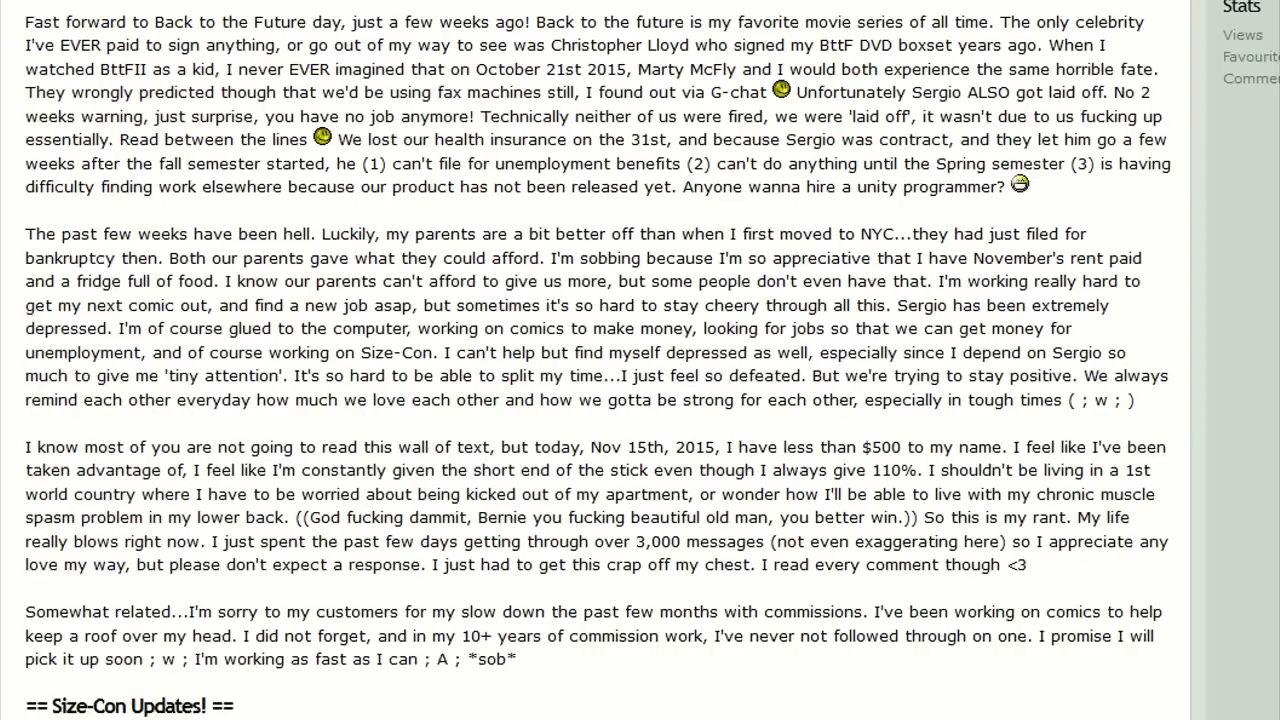 Fast forward to Back to the Future day, just a few weeks ago! Back to the future is my favorite movie series of all time. The only celebrity
I've EVER paid to sign anything, or go out of my way to see was Christopher Lloyd who signed my BttF DVD boxset years ago. When I
watched BttFII as a kid, I never EVER imagined that on October 21st 2015, Marty McFly and I would both experience the same horrible fate.
They wrongly predicted though that we'd be using fax machines still, I found out via G-chat Unfortunately Sergio ALSO got laid off. No 2
weeks warning, just surprise, you have no job anymore! Technically neither of us were fired, we were 'laid off', it wasn't due to us fucking up
essentially. Read between the lines We lost our health insurance on the 31st, and because Sergio was contract, and they let him go a few
weeks after the fall semester started, he (1) can't file for unemployment benefits (2) can't do anything until the Spring semester (3) is having
difficulty finding work elsewhere because our product has not been released yet. Anyone wanna hire a unity programmer?
The past few weeks have been hell. Luckily, my parents are a bit better off than when I first moved to NYC...they had just filed for
bankruptcy then. Both our parents gave what they could afford. I'm sobbing because I'm so appreciative that I have November's rent paid
and a fridge full of food. I know our parents can't afford to give us more, but some people don't even have that. I'm working really hard to
get my next comic out, and find a new job asap, but sometimes it's so hard to stay cheery through all this. Sergio has been extremely
depressed. I'm of course glued to the computer, working on comics to make money, looking for jobs so that we can get money for
unemployment, and of course working on Size-Con. I can't help but find myself depressed as well, especially since I depend on Sergio so
much to give me 'tiny attention'. It's so hard to be able to split my time...I just feel so defeated. But we're trying to stay positive. We always
remind each other everyday how much we love each other and how we gotta be strong for each other, especially in tough times ( ; w ; )
I know most of you are not going to read this wall of text, but today, Nov 15th, 2015, I have less than $500 to my name. I feel like I've been
taken advantage of, I feel like I'm constantly given the short end of the stick even though I always give 110%. I shouldn't be living in a 1st
world country where I have to be worried about being kicked out of my apartment, or wonder how I'll be able to live with my chronic muscle
spasm problem in my lower back. ((God fucking dammit, Bernie you fucking beautiful old man, you better win.)) So this is my rant. My life
really blows right now. I just spent the past few days getting through over 3,000 messages (not even exaggerating here) so I appreciate any
love my way, but please don't expect a response. I just had to get this crap off my chest. I read every comment though <3
Somewhat related...I'm sorry to my customers for my slow down the past few months with commissions. I've been working on comics to help
keep a roof over my head. I did not forget, and in my 10+ years of commission work, I've never not followed through on one. I promise I will
pick it up soon ; w ; I'm working as fast as I can ; A ; *sob*
== Size-Con Updates! ==
Stats
Views
Favourite
Commer